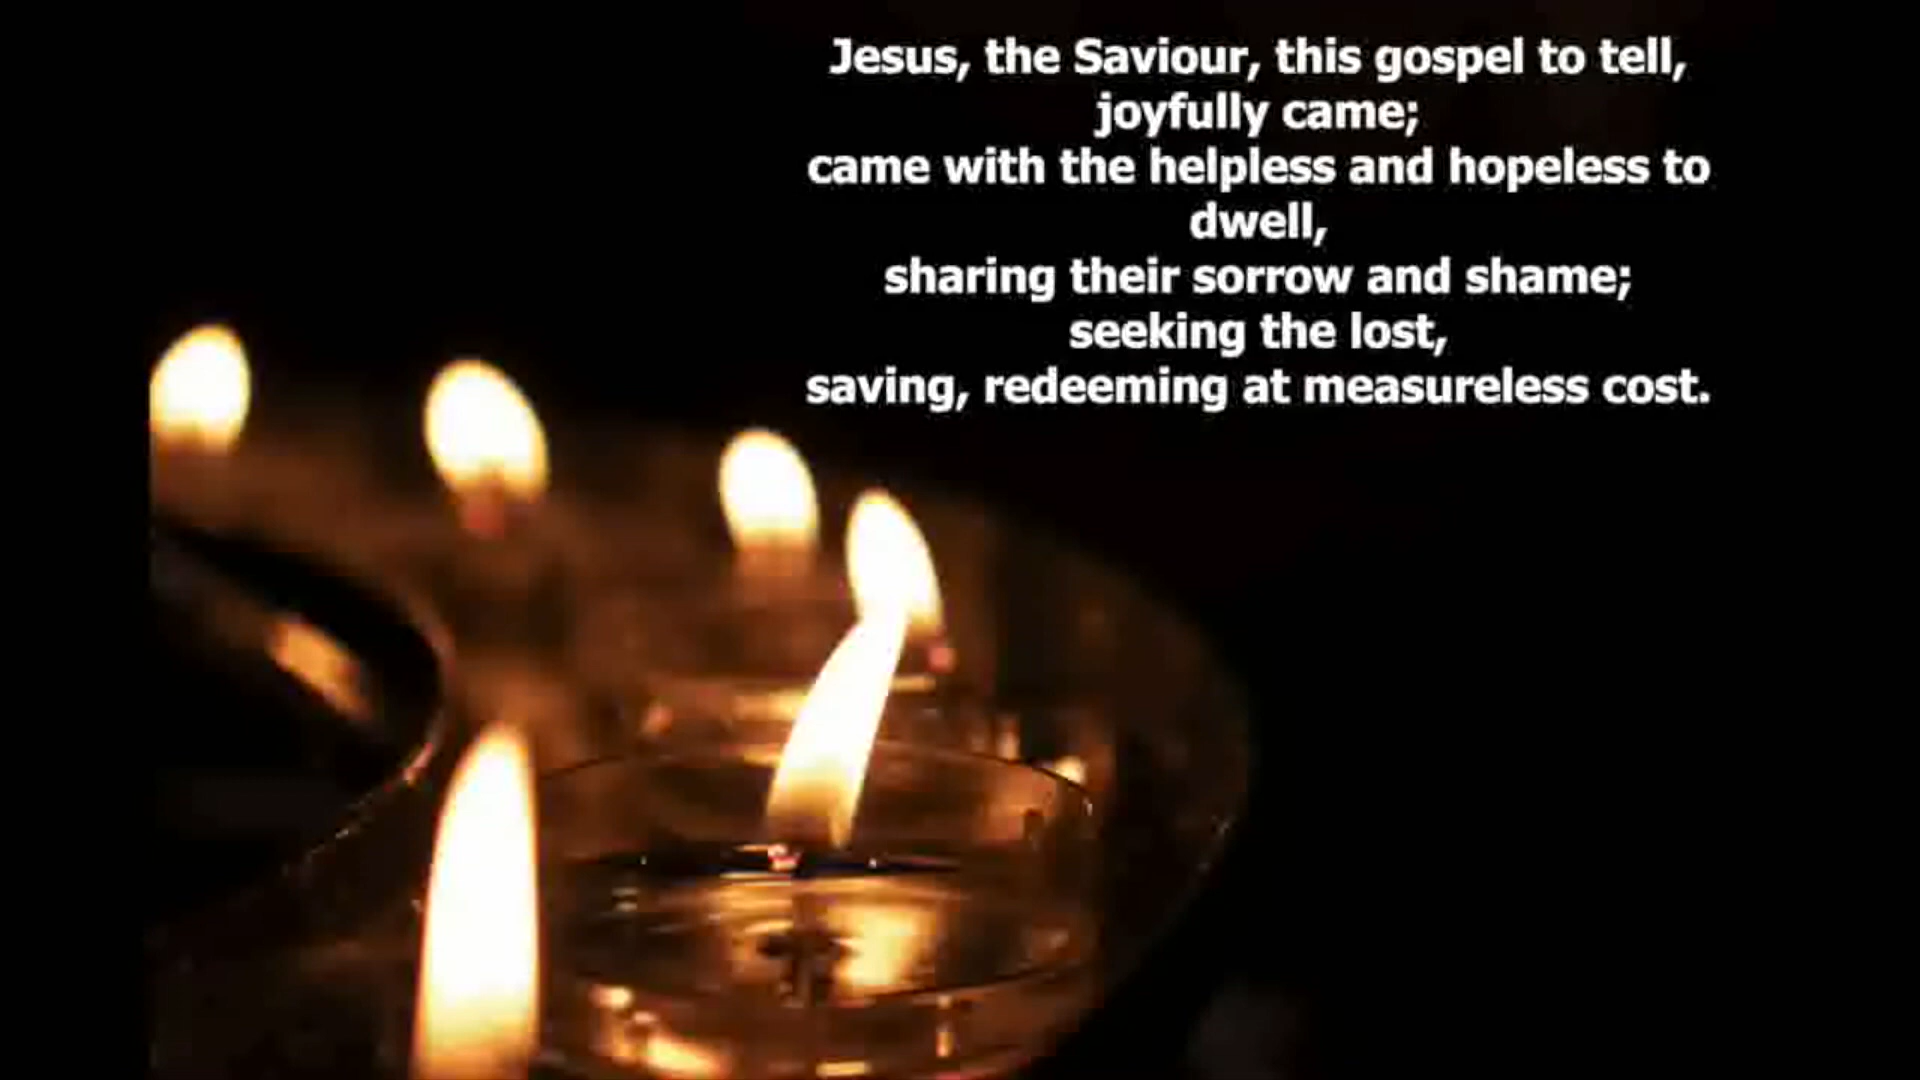 Jesus, the Saviour, this gospel to tell,
joyfully came;
came with the helpless and hopeless to
dwell,
sharing their sorrow and shame;
seeking the lost,
saving, redeeming at measureless cost.